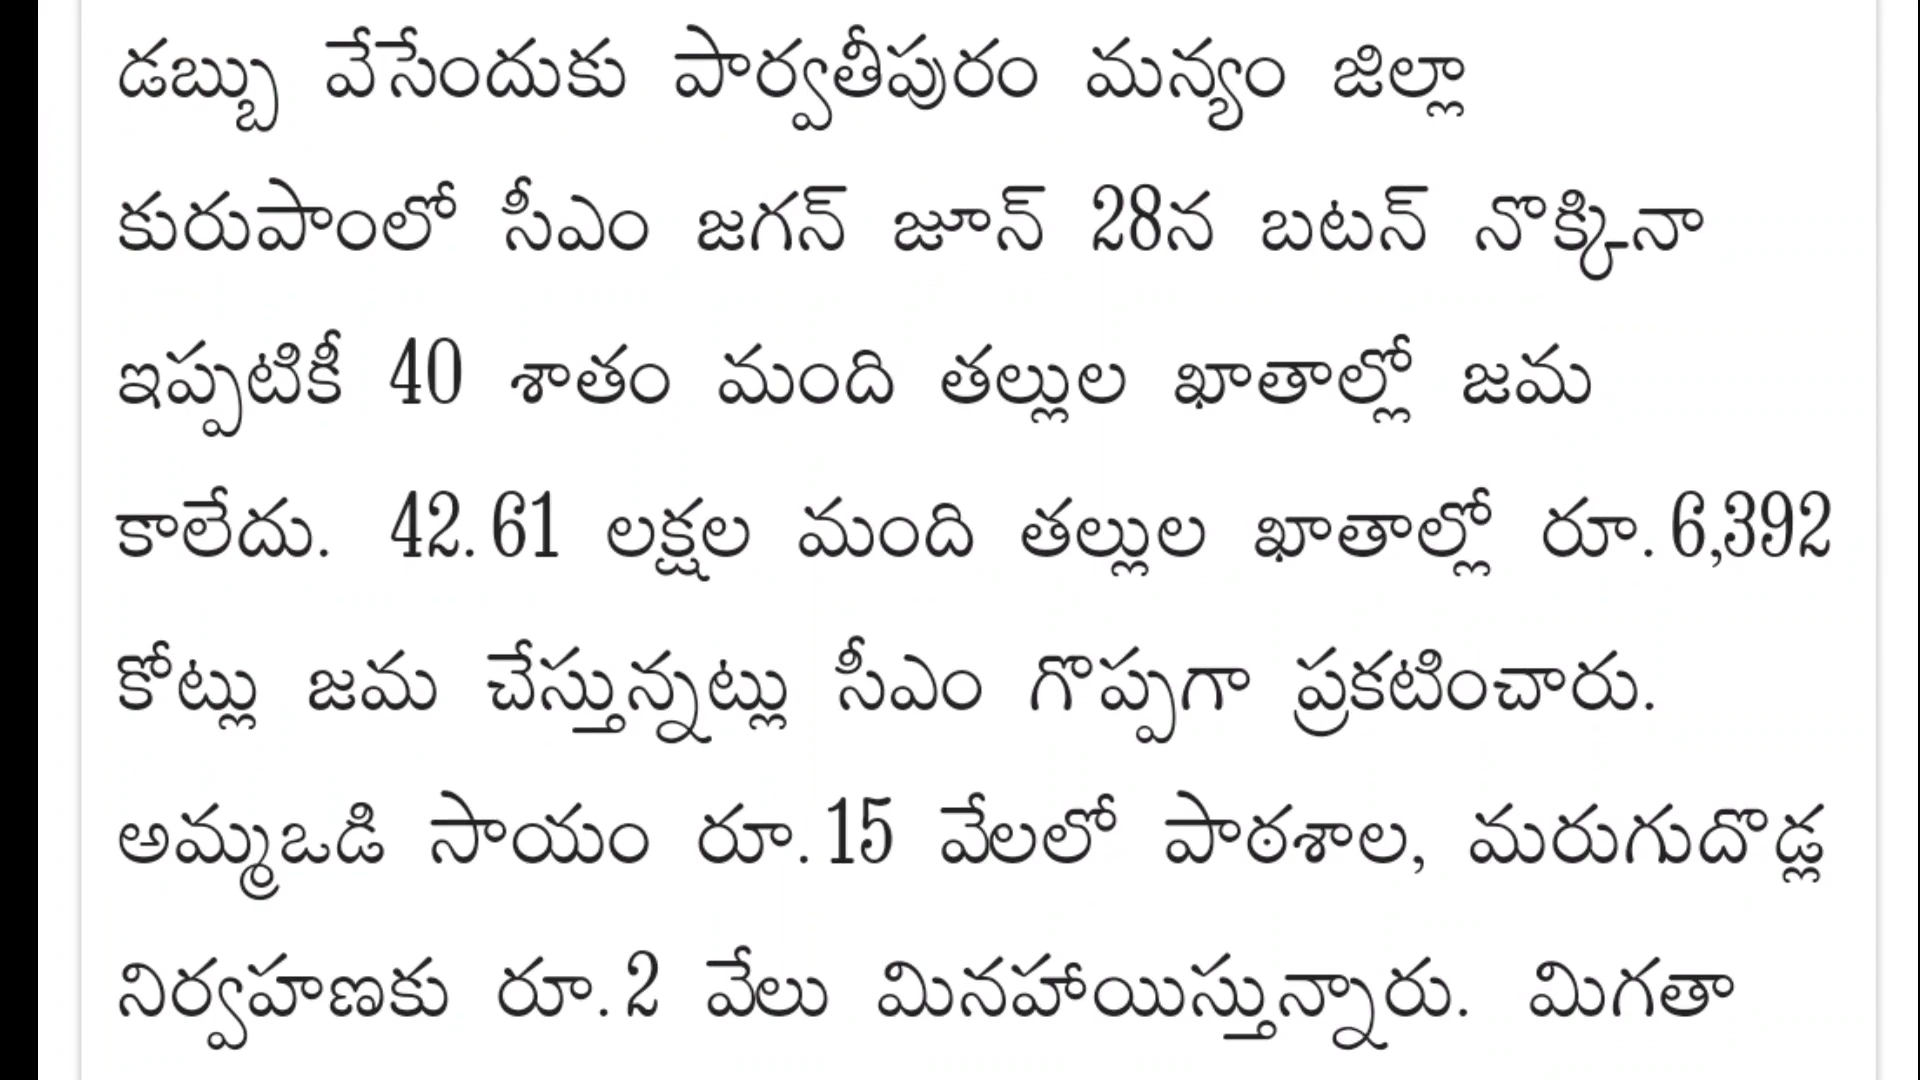 డబ్బు వేసేందుకు పార్వతీపురం మన్యం జిల్లా
కురుపాంలో సీఎం జగన్ జూన్ 28న బటన్ నొక్కినా
ఇప్పటికీ 40 శాతం మంది తల్లుల ఖాతాల్లో జమ
కాలేదు. 42.61 లక్షల మంది తల్లుల ఖాతాల్లో రూ.6,392
కోట్లు జమ చేస్తున్నట్లు సీఎం గొప్పగా ప్రకటించారు.
అమ్మఒడి సాయం రూ.15 వేలలో పాఠశాల, మరుగుదొడ్ల
నిర్వహణకు రూ.2 వేలు మినహాయిస్తున్నారు. మిగతా